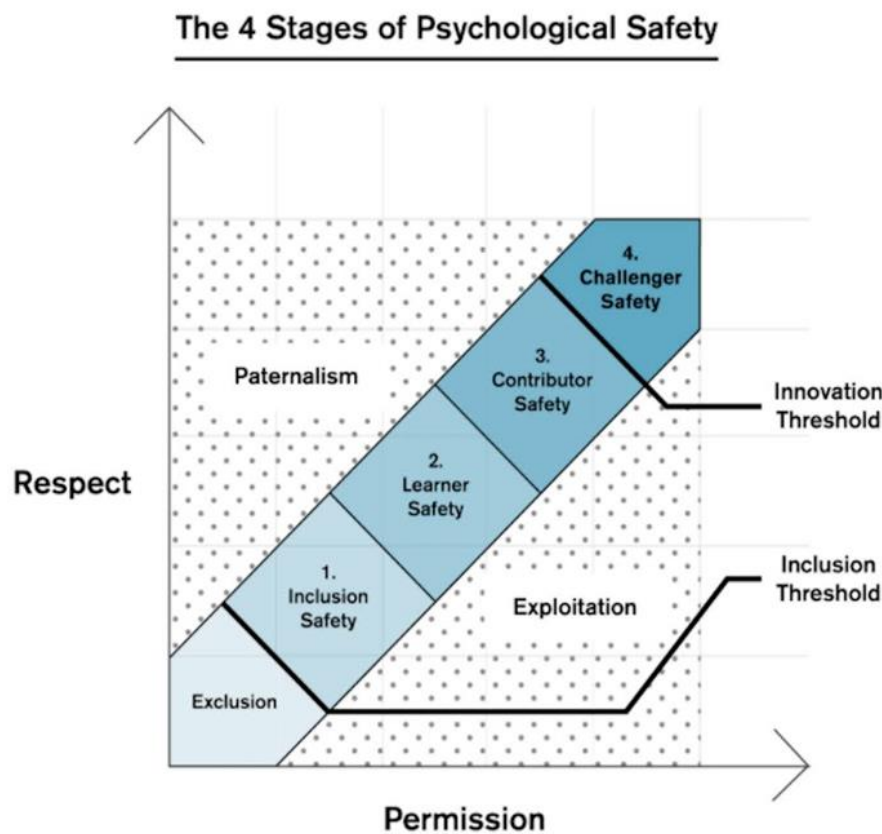 The 4 Stages of Psychological Safety
4.
Challenger
Safety
3.
Contributor
Safety
Paternalism
Innovation
Threshold
2.
Learner
Safety
Respect
1.
Inclusion
Safety
Inclusion
Threshold
Exploitation
Exclusion
Permission